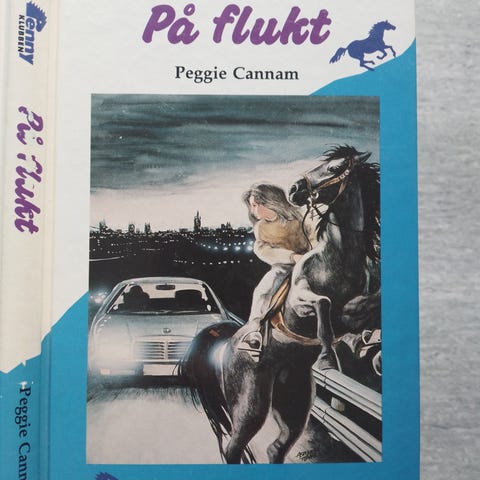 Penny
KLUBBEN
På flukt
Peggie Cann
På flukt
Peggie Cannam